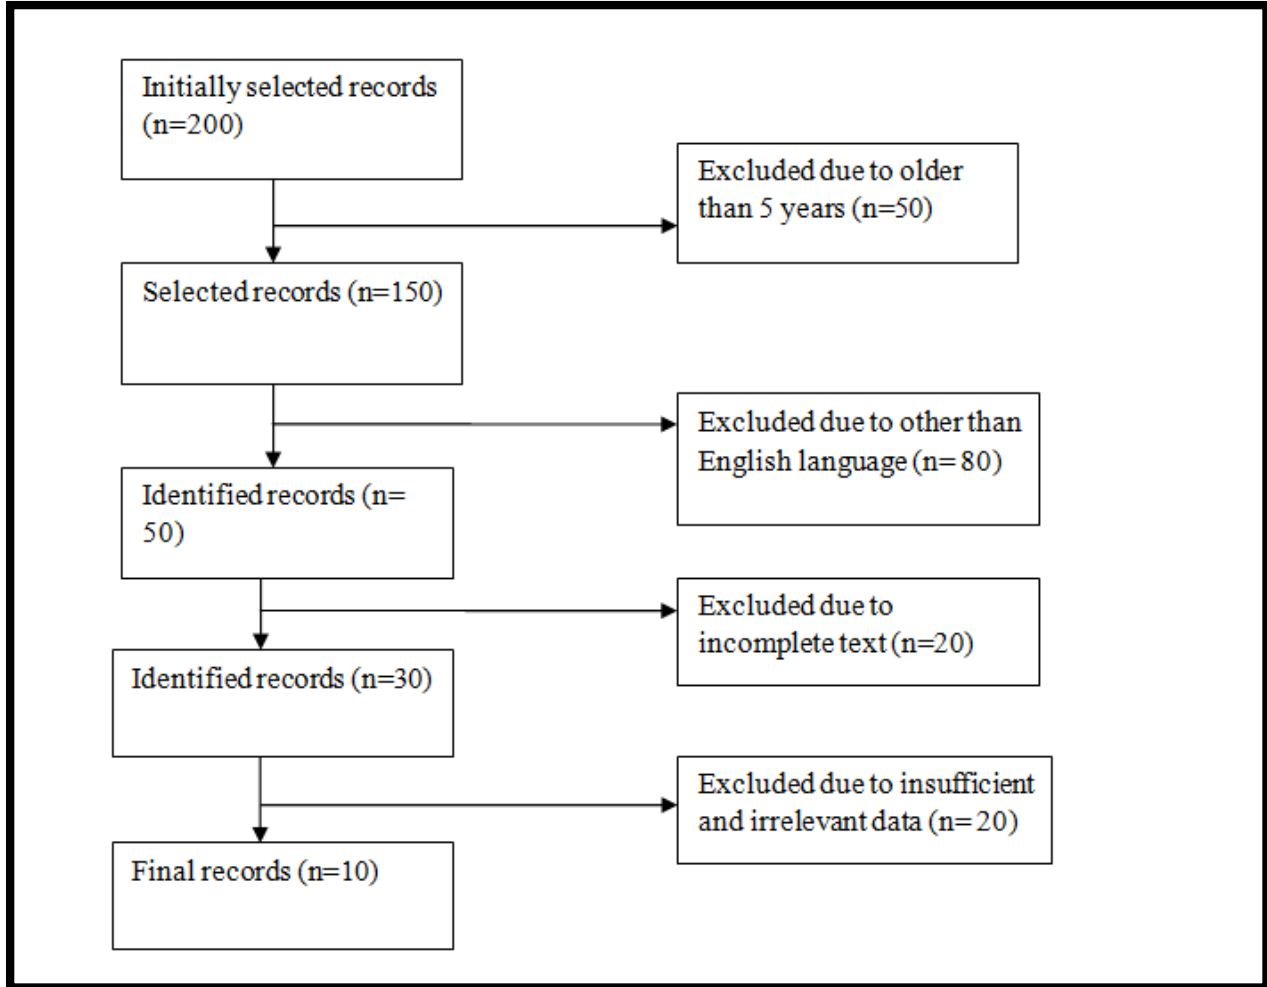 Initially selected records
(n=200)
Excluded due to older
than 5 years (n=50)
Selected records (n=150)
Excluded due to other than
English language (n= 80)
Identified records (n=
50)
Excluded due to
incomplete text (n=20)
Identified records (n=30)
Excluded due to insufficient
and irrelevant data (n= 20)
Final records (n=10)